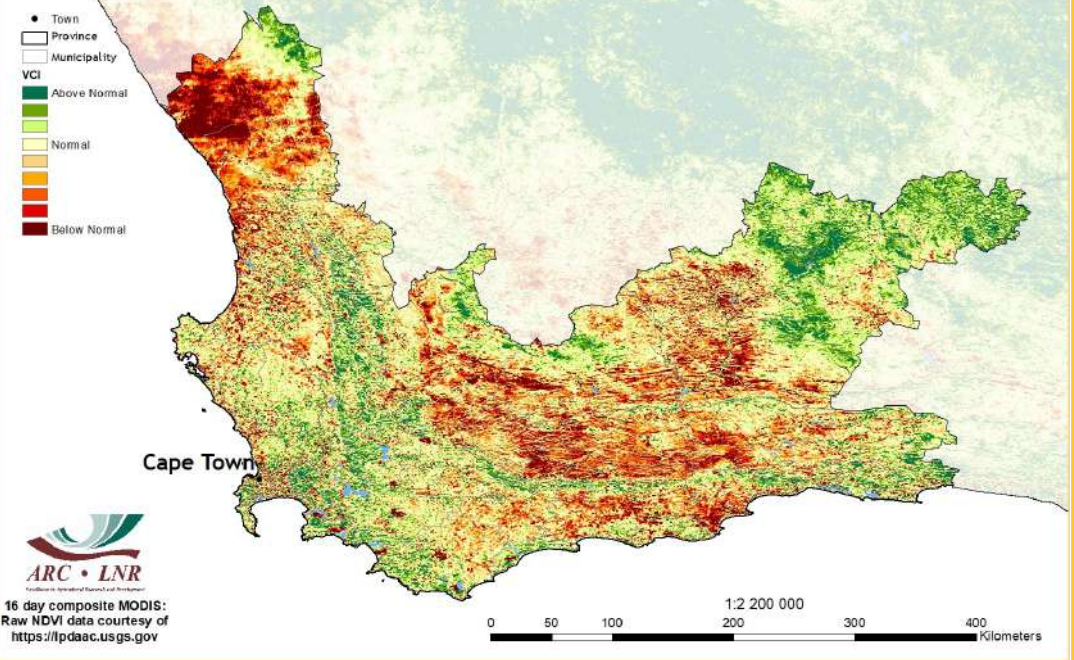 Town
Province
Municipality
VCI
Above Normal
Normal
Below Normal
Cape Town
ARC • LNR
16 day composite MODIS:
Raw NDVI data courtesy of
https://lpdaac.usgs.gov
1:2 200 000
0 50 100 200 300 400
Kilometers